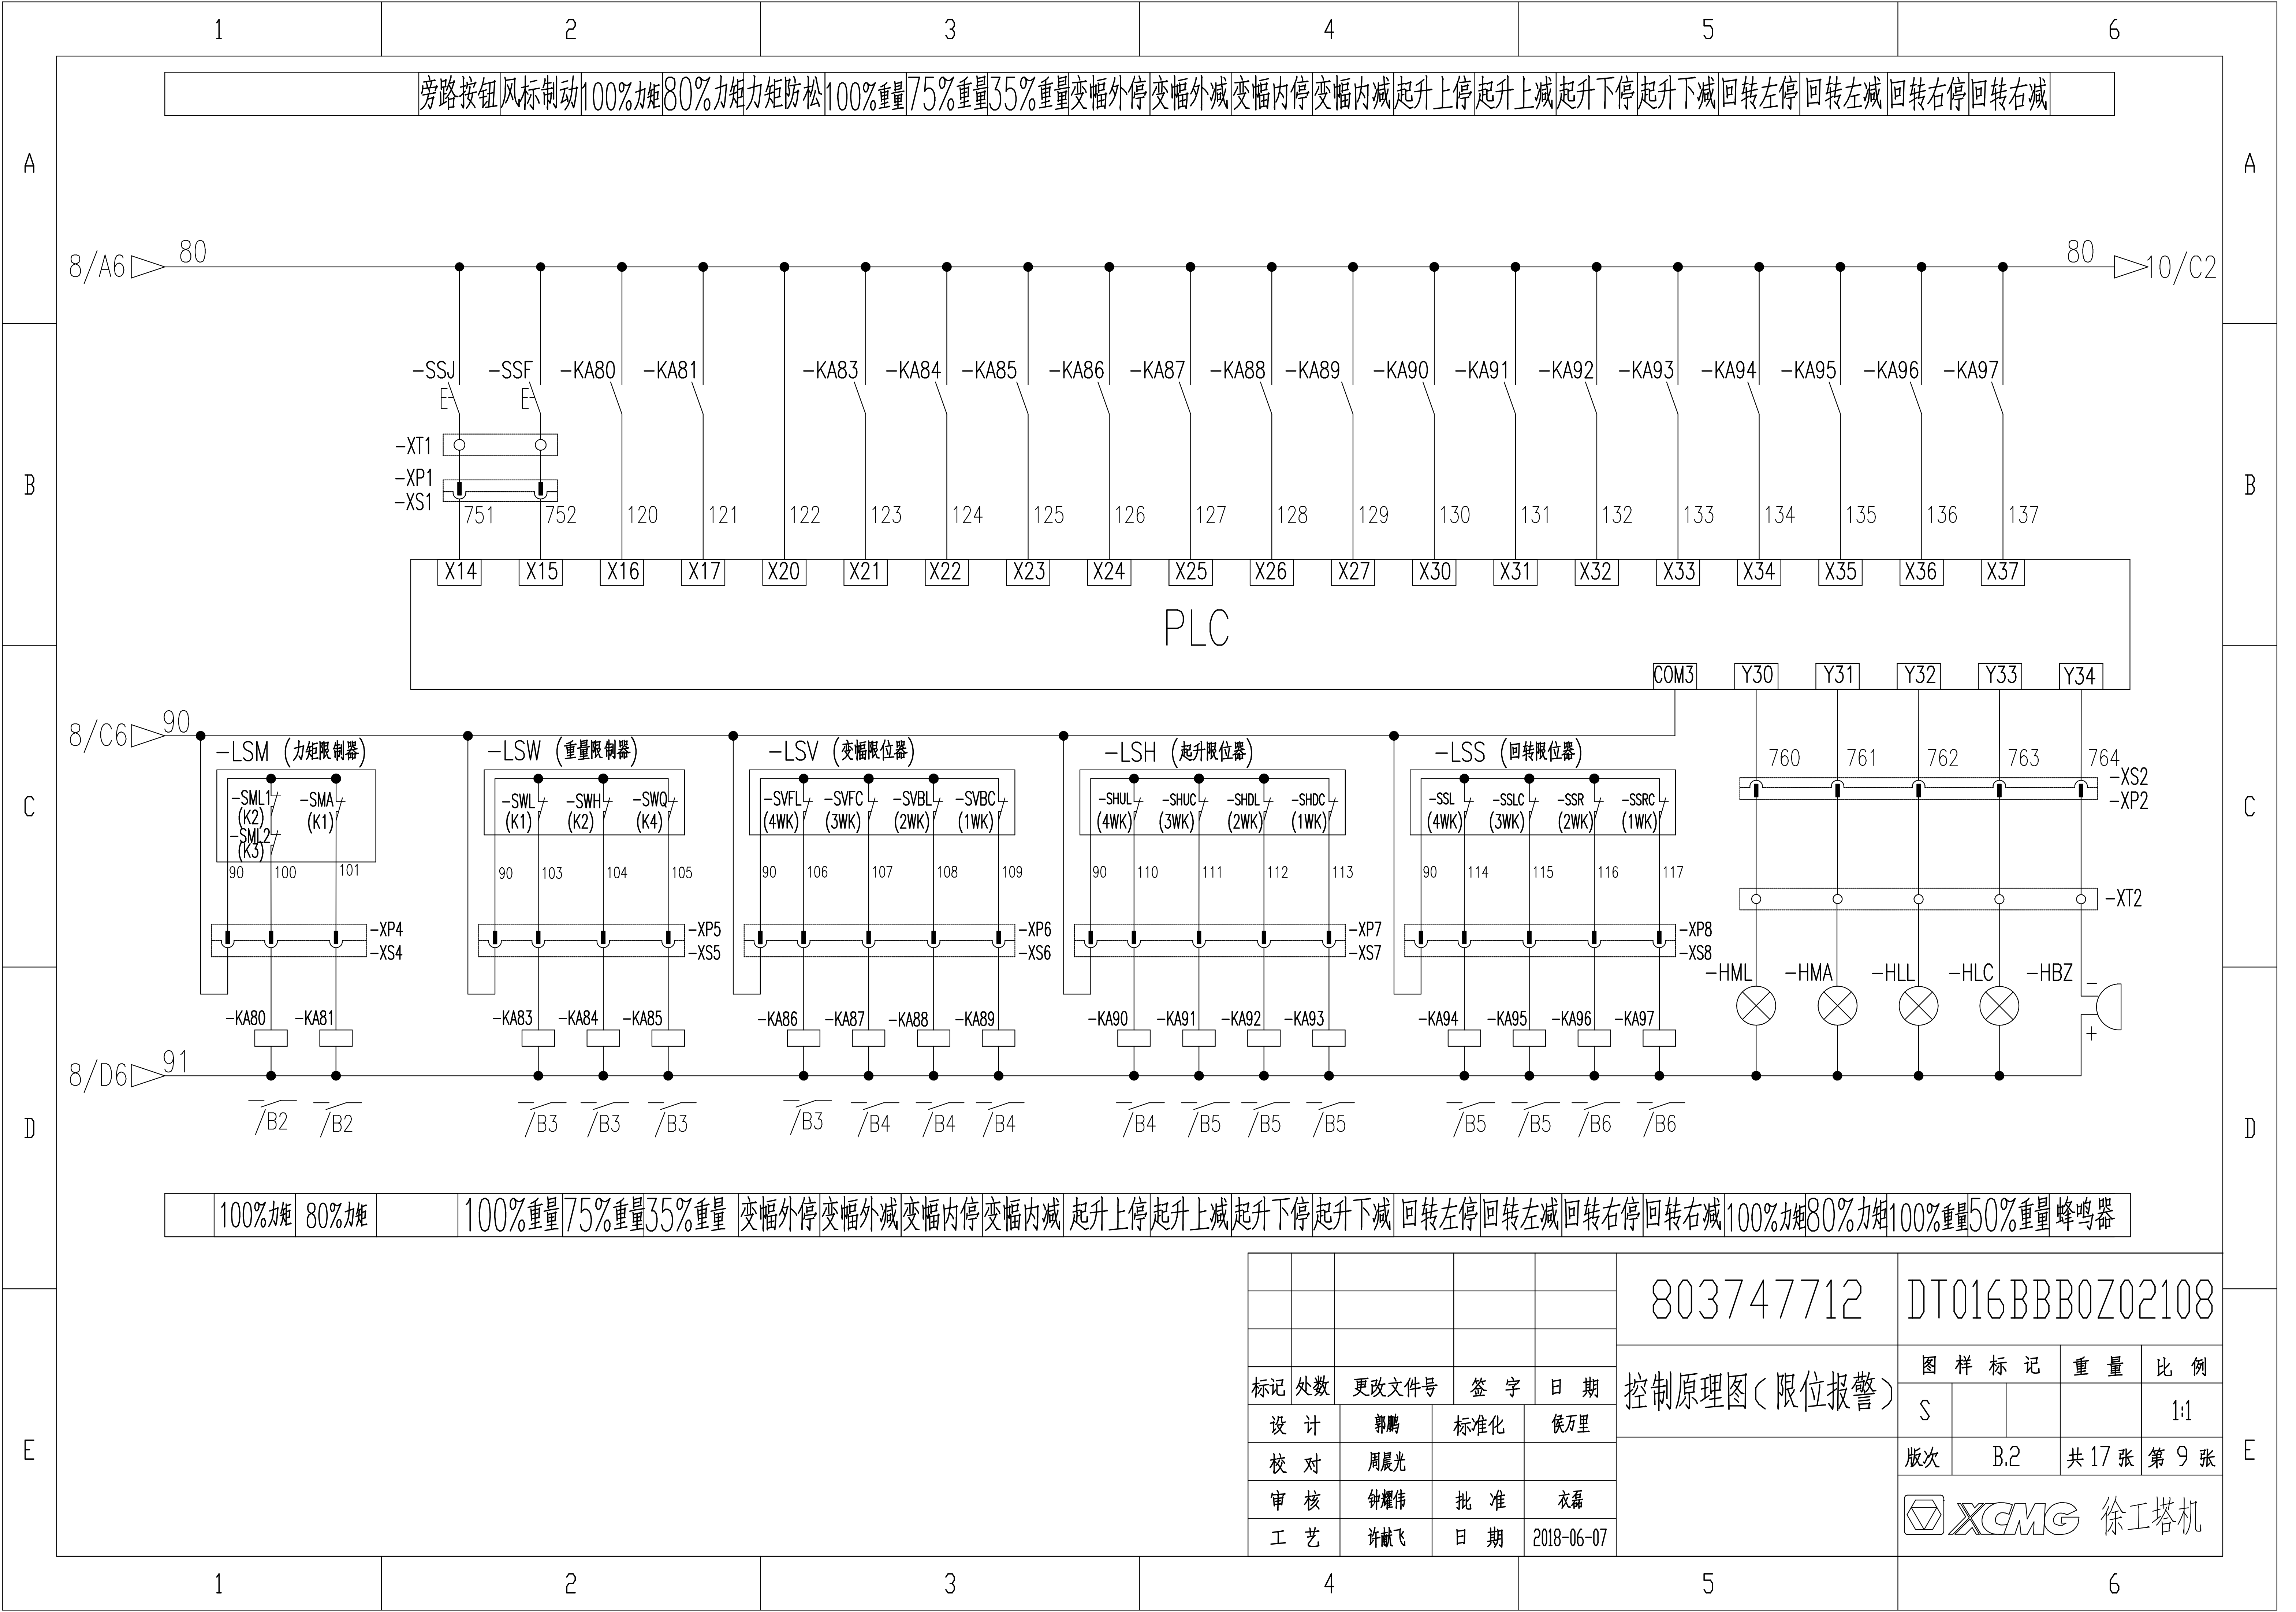 1 2 3 4 5 6
旁路按钮 风标制动 100%力矩 80%力矩 力矩防松 100%重量 75%重量 35%重量 变幅外停 变幅外减 变幅内停 变幅内减 起升上停 起升上减 起升下停 起升下减 回转左停 回转左减 回转右停 回转右减
A A
8/A6 80 80 10/C2
-SSJ -SSF -KA80 -KA81 -KA83 -KA84 -KA85 -KA86 -KA87 -KA88 -KA89 -KA90 -KA91 -KA92 -KA93 -KA94 -KA95 -KA96 -KA97
E E
-XT1
-XP1
B B
-XS1
751 752 120 121 122 123 124 125 126 127 128 129 130 131 132 133 134 135 136 137
X14 X15 X16 X17 X20 X21 X22 X23 X24 X25 X26 X27 X30 X31 X32 X33 X34 X35 X36 X37
PLC
COM3 Y30 Y31 Y32 Y33 Y34
8/C6 90
-LSM (力矩限制器) -LSW (重量限制器) -LSV (变幅限位器) -LSH (起升限位器) -LSS (回转限位器) 760 761 762 763 764
-XS2
-XP2
C C
-SML1 -SMA -SWL -SWH -SWQ -SVFL -SVFC -SVBL -SVBC -SHUL -SHUC -SHDL -SHDC -SSL -SSLC -SSR -SSRC
(K2) (K1) (K1) (K2) (K4) (4WK) (3WK) (2WK) (1WK) (4WK) (3WK) (2WK) (1WK) (4WK) (3WK) (2WK) (1WK)
-SML2
(K3)
90 100 101 90 103 104 105 90 106 107 108 109 90 110 111 112 113 90 114 115 116 117
-XT2
-XP4 -XP5 -XP6 -XP7 -XP8
-XS4 -XS5 -XS6 -XS7 -XS8
-HML -HMA -HLL -HLC -HBZ
-
+
-KA80 -KA81 -KA83 -KA84 -KA85 -KA86 -KA87 -KA88 -KA89 -KA90 -KA91 -KA92 -KA93 -KA94 -KA95 -KA96 -KA97
8/D6 91
/B2 /B2 /B3 /B3 /B3 /B3 /B4 /B4 /B4 /B4 /B5 /B5 /B5 /B5 /B5 /B6 /B6
D D
100%力矩 80%力矩 100%重量 75%重量 35%重量 变幅外停 变幅外减 变幅内停 变幅内减 起升上停 起升上减 起升下停 起升下减 回转左停 回转左减 回转右停 回转右减 100%力矩 80%力矩 100%重量 50%重量 蜂鸣器
803747712 DT016BBB0Z02108
标记 处数 更改文件号 签 字 日 期
控制原理图(限位报警)
图 样 标 记 重 量 比 例
S 1:1
设 计 郭鹏 标准化 侯万里
E E
校 对 周晨光
版次 B.2 共 17 张 第 9 张
审 核 钟耀伟 批 准 衣磊
工 艺 许献飞 日 期 2018-06-07
XCMG 徐工塔机
1 2 3 4 5 6